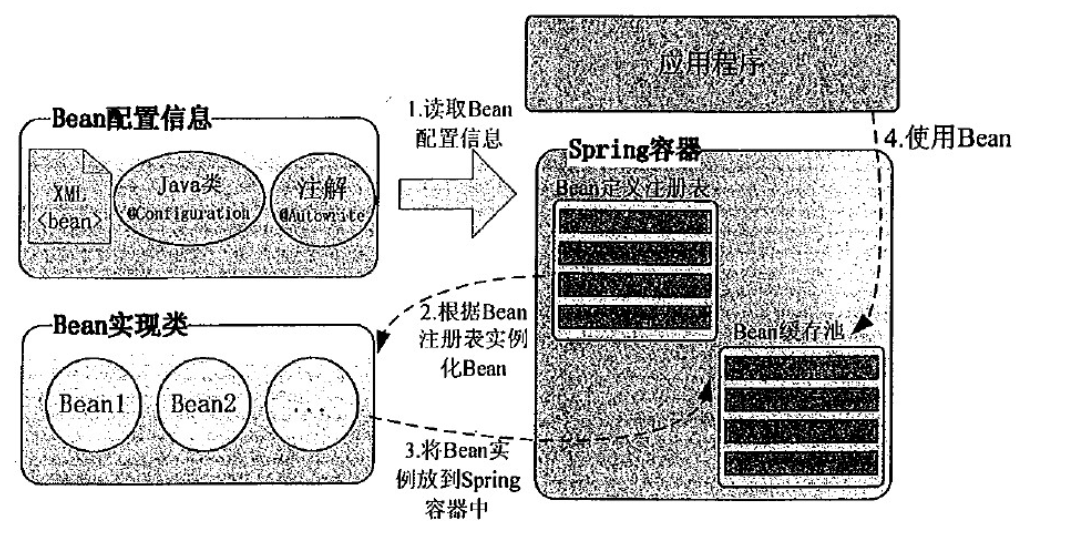 应用程序
Bean配置信息
XML
<bean>
Java类
@Configuration
注解
@Autowrite
1.读取Bean
配置信息
4.使用Bean
Spring容器
Bean定义注册表
2.根据Bean
注册表实例
化Bean
Bean实现类
Bean1
Bean2
...
Bean缓存池
3.将Bean实
例放到Spring
容器中